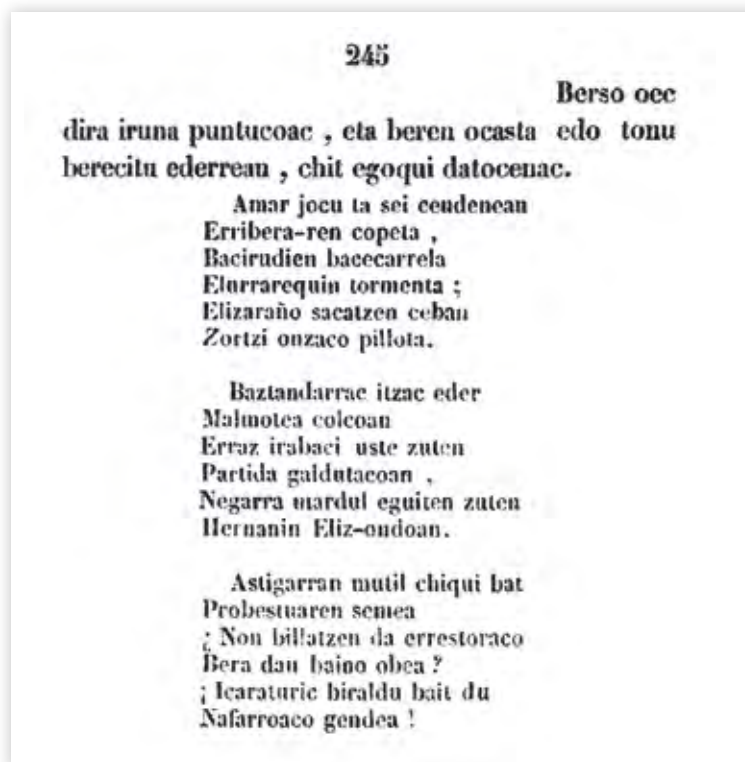 245
Berso oec
dira iruna puntucoac , eta beren ocasta edo tonu
berecitu ederrean , chit egoqui datocenac.
Amar jocu ta sei ceudenean
Erribera-ren copeta ,
Bacirudien bacecarrela
Elurrarequin tormenta ;
Elizaraño sacatzen ceban
Zortzi onzaco pillota.
Baztandarrac itzac eder
Malmotea colcoan
Erraz irabaci uste zuten
Partida galdutacoan ,
Negarra mardul eguiten zuten
Hernanin Eliz-ondoan.
Astigarran mutil chiqui bat
Probestuaren semea
¿ Non billatzen da errestoraco
Bera dan baino obea ?
¡ Icaraturic biraldu bait du
Nafarroaco gendea !